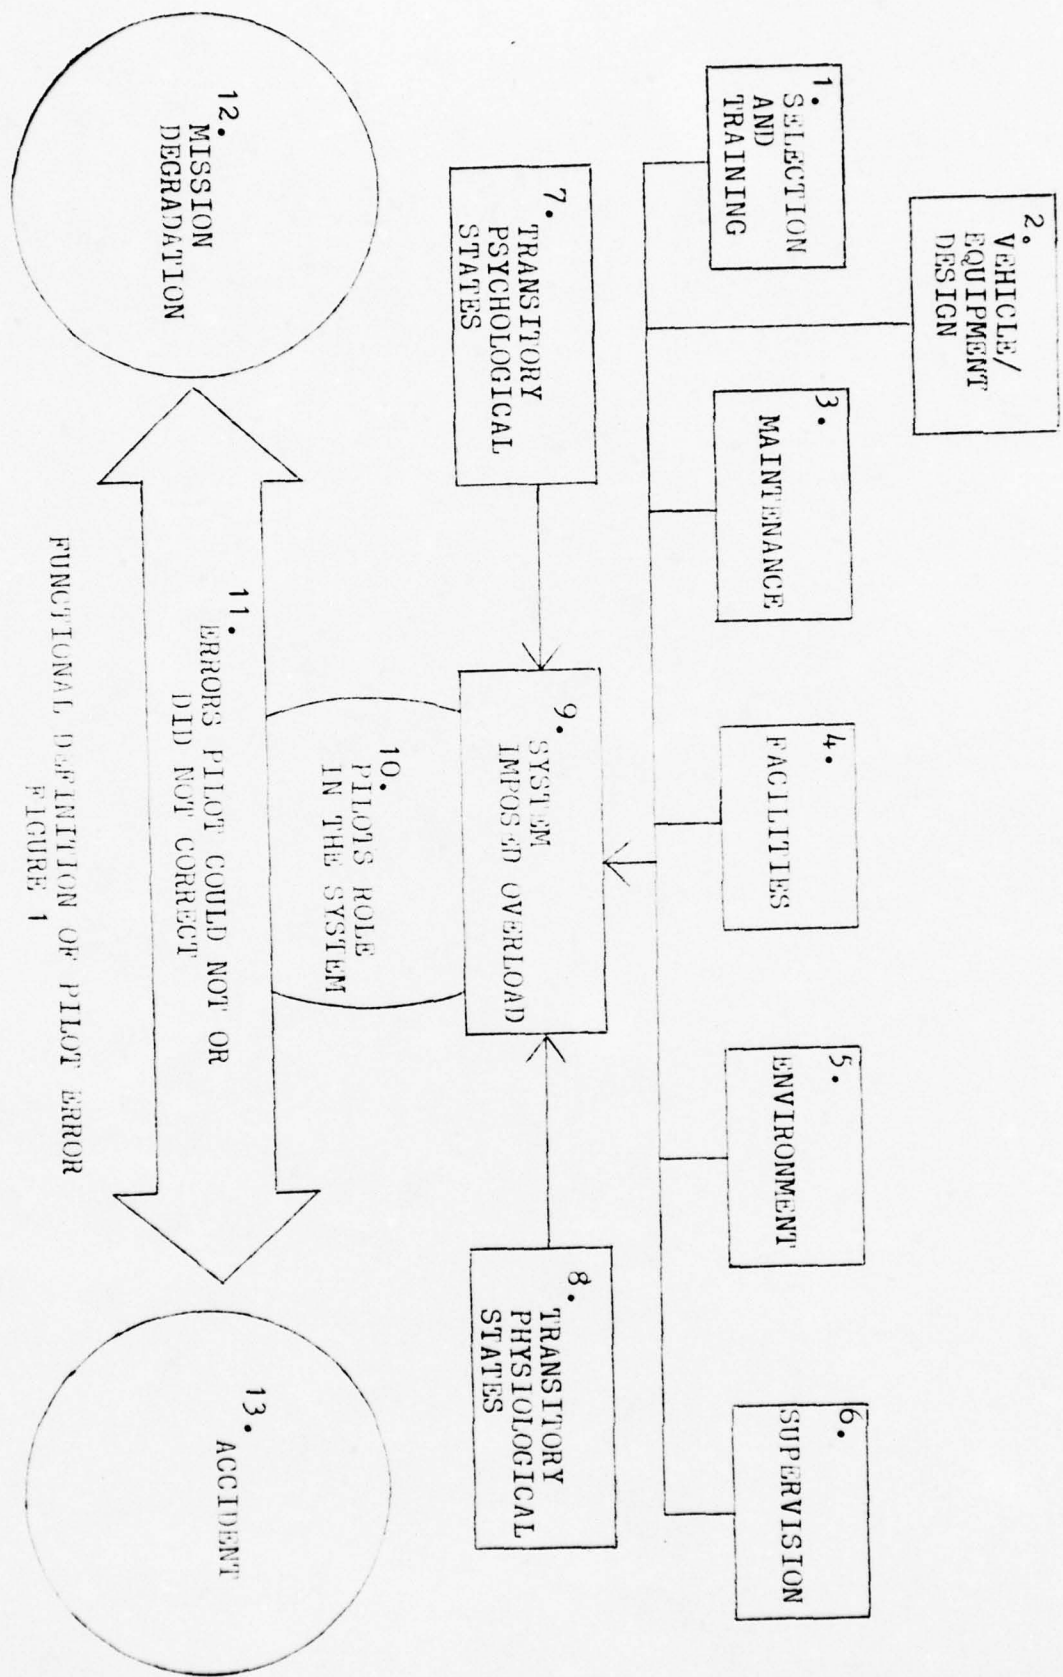 1.
SELECTION
AND
TRAINING
2.
VEHICLE/
EQUIPMENT
DESIGN
3.
MAINTENANCE
4.
FACILITIES
5.
ENVIRONMENT
6.
SUPERVISION
7.
TRANSITORY
PSYCHOLOGICAL
STATES
8.
TRANSITORY
PHYSIOLOGICAL
STATES
9.
SYSTEM
IMPOSED OVERLOAD
10.
PILOTS ROLE
IN THE SYSTEM
11.
ERRORS PILOT COULD NOT OR
DID NOT CORRECT
12.
MISSION
DEGRADATION
13.
ACCIDENT
FUNCTIONAL DEFINITION OF PILOT ERROR
FIGURE 1